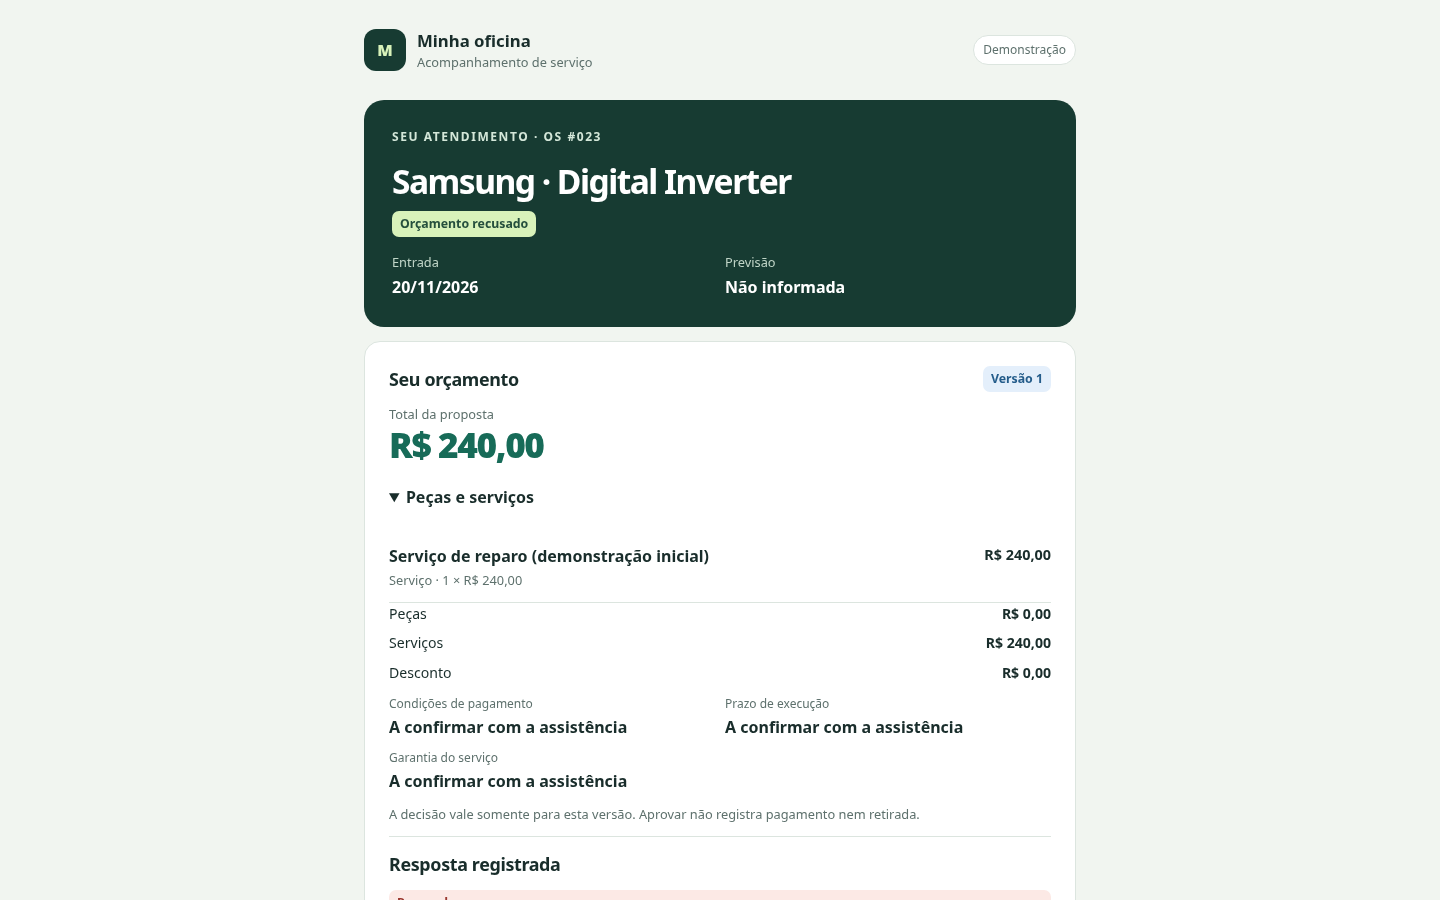 M
Minha oficina
Acompanhamento de serviço
Demonstração
SEU ATENDIMENTO · OS #023
Samsung · Digital Inverter
Orçamento recusado
Entrada
20/11/2026
Previsão
Não informada
Seu orçamento
Versão 1
Total da proposta
R$ 240,00
▼ Peças e serviços
Serviço de reparo (demonstração inicial)
R$ 240,00
Serviço · 1 × R$ 240,00
Peças
R$ 0,00
Serviços
R$ 240,00
Desconto
R$ 0,00
Condições de pagamento
A confirmar com a assistência
Prazo de execução
A confirmar com a assistência
Garantia do serviço
A confirmar com a assistência
A decisão vale somente para esta versão. Aprovar não registra pagamento nem retirada.
Resposta registrada